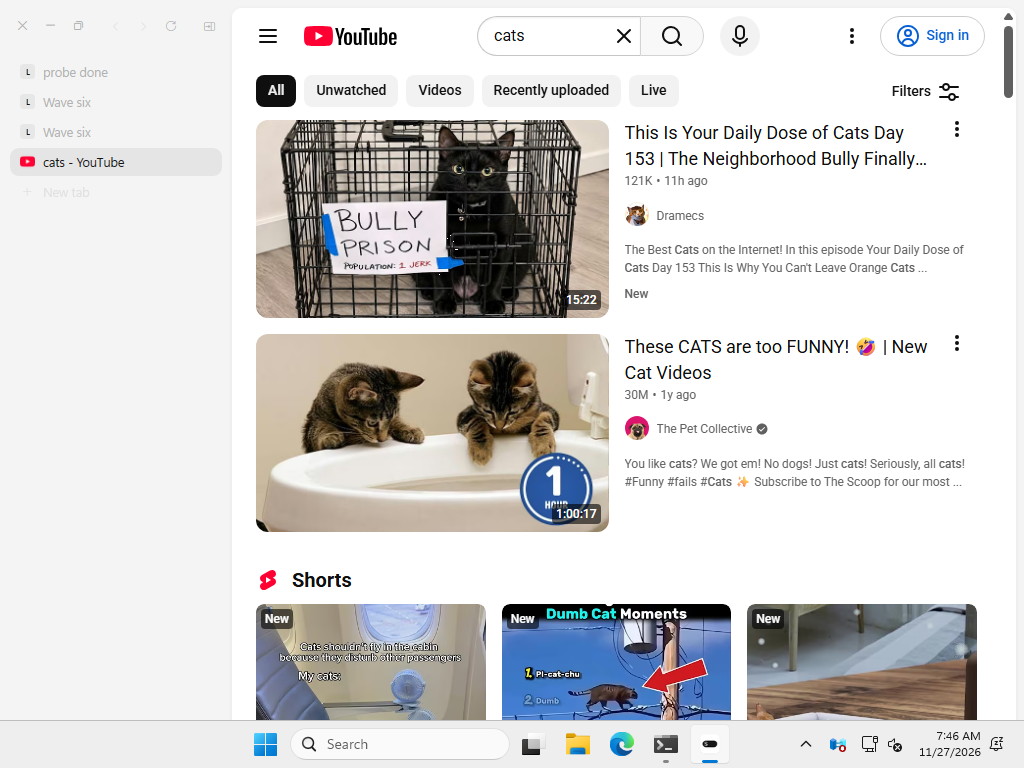 probe done
Wave six
Wave six
cats - YouTube
New tab
YouTube
cats
Sign in
All
Unwatched
Videos
Recently uploaded
Live
Filters
BULLY
PRISON
POPULATION: 1 JERK
15:22
This Is Your Daily Dose of Cats Day
153 | The Neighborhood Bully Finally...
121K • 11h ago
Dramecs
The Best Cats on the Internet! In this episode Your Daily Dose of
Cats Day 153 This Is Why You Can't Leave Orange Cats ...
New
1
HOUR
1:00:17
These CATS are too FUNNY! 🤣 | New
Cat Videos
30M • 1y ago
The Pet Collective
You like cats? We got em! No dogs! Just cats! Seriously, all cats!
#Funny #fails #Cats ✨ Subscribe to The Scoop for our most ...
Shorts
New
Cats shouldn't fly in the cabin
because they disturb other passengers
My cats:
New
Dumb Cat Moments
1. Pi-cat-chu
2. Dumb
New
Search
7:46 AM
11/27/2026